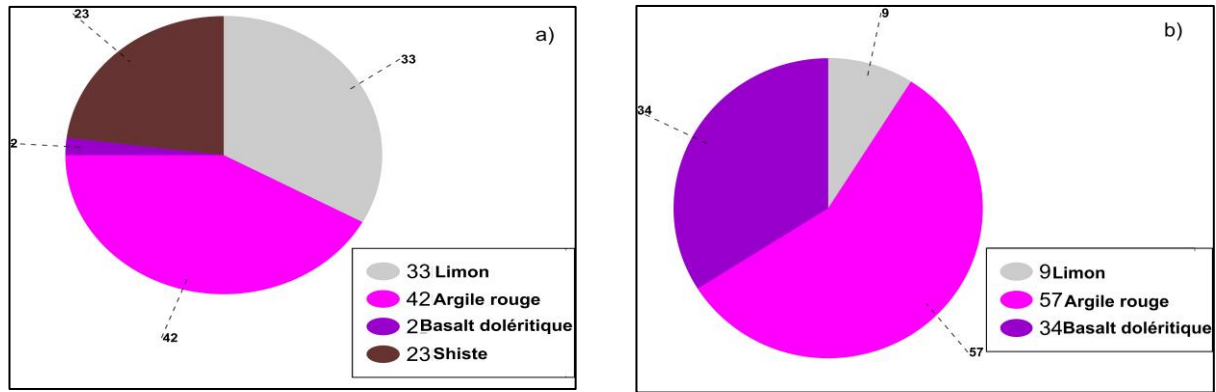 23
a)
33
2
42
33 Limon
42 Argile rouge
2 Basalt doléritique
23 Shiste
9
b)
34
57
9 Limon
57 Argile rouge
34 Basalt doléritique